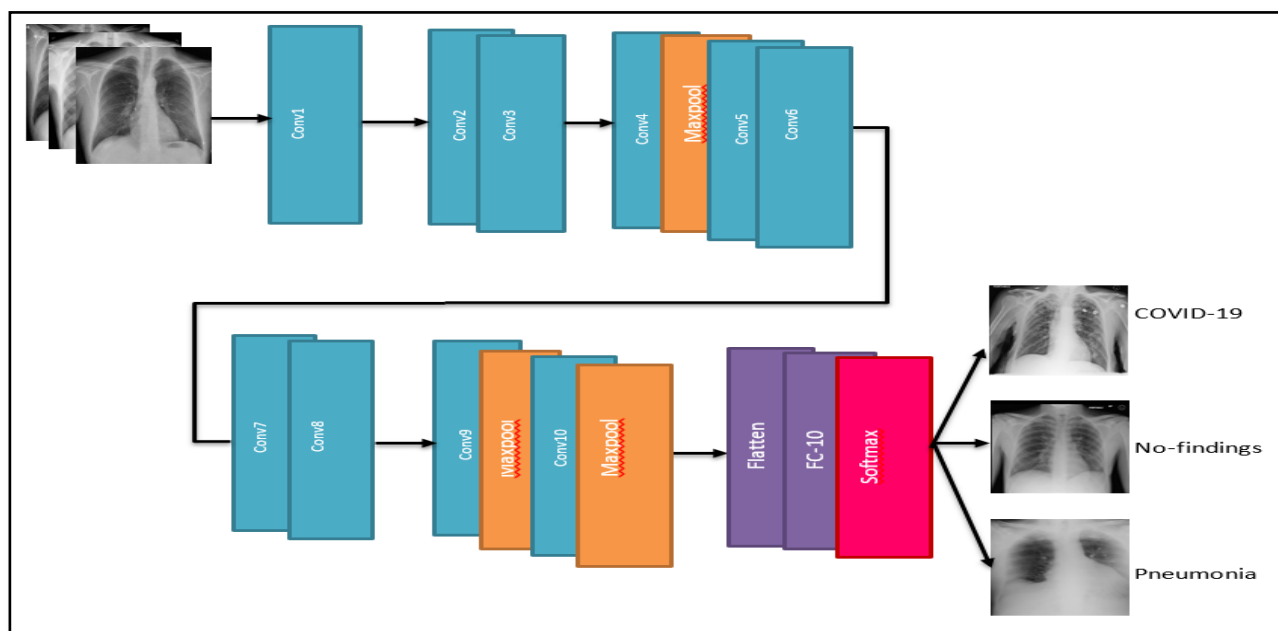 Conv1
Conv2
Conv3
Conv4
Maxpool
Conv5
Conv6
Conv7
Conv8
Conv9
Maxpool
Conv10
Maxpool
Flatten
FC-10
Softmax
COVID-19
No-findings
Pneumonia